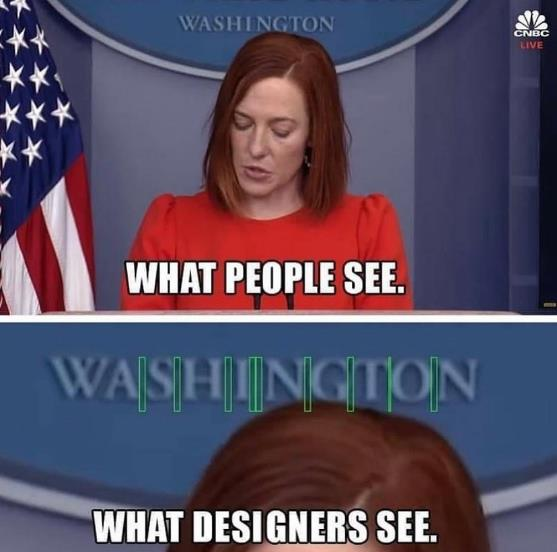 WASHINGTON
CNBC
LIVE
WHAT PEOPLE SEE.
WASHINGTON
WHAT DESIGNERS SEE.